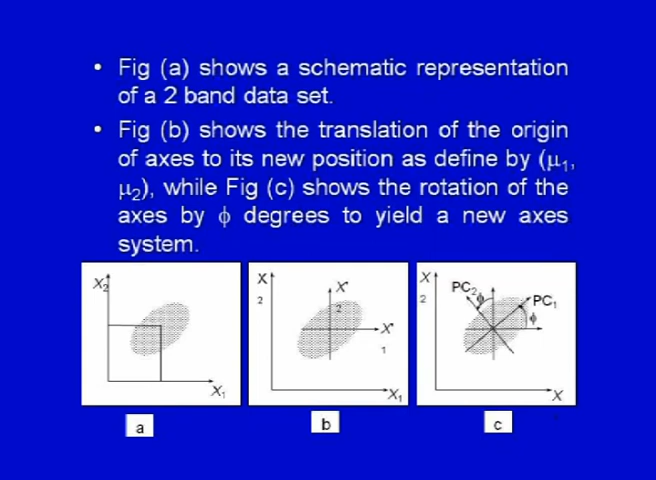 • Fig (a) shows a schematic representation
of a 2 band data set.
• Fig (b) shows the translation of the origin
of axes to its new position as define by (μ₁,
μ₂), while Fig (c) shows the rotation of the
axes by ϕ degrees to yield a new axes
system.
X₂
X₁
X
2
X'
2
X'
1
X₁
X
2
PC₂
ϕ
PC₁
ϕ
X
a
b
c